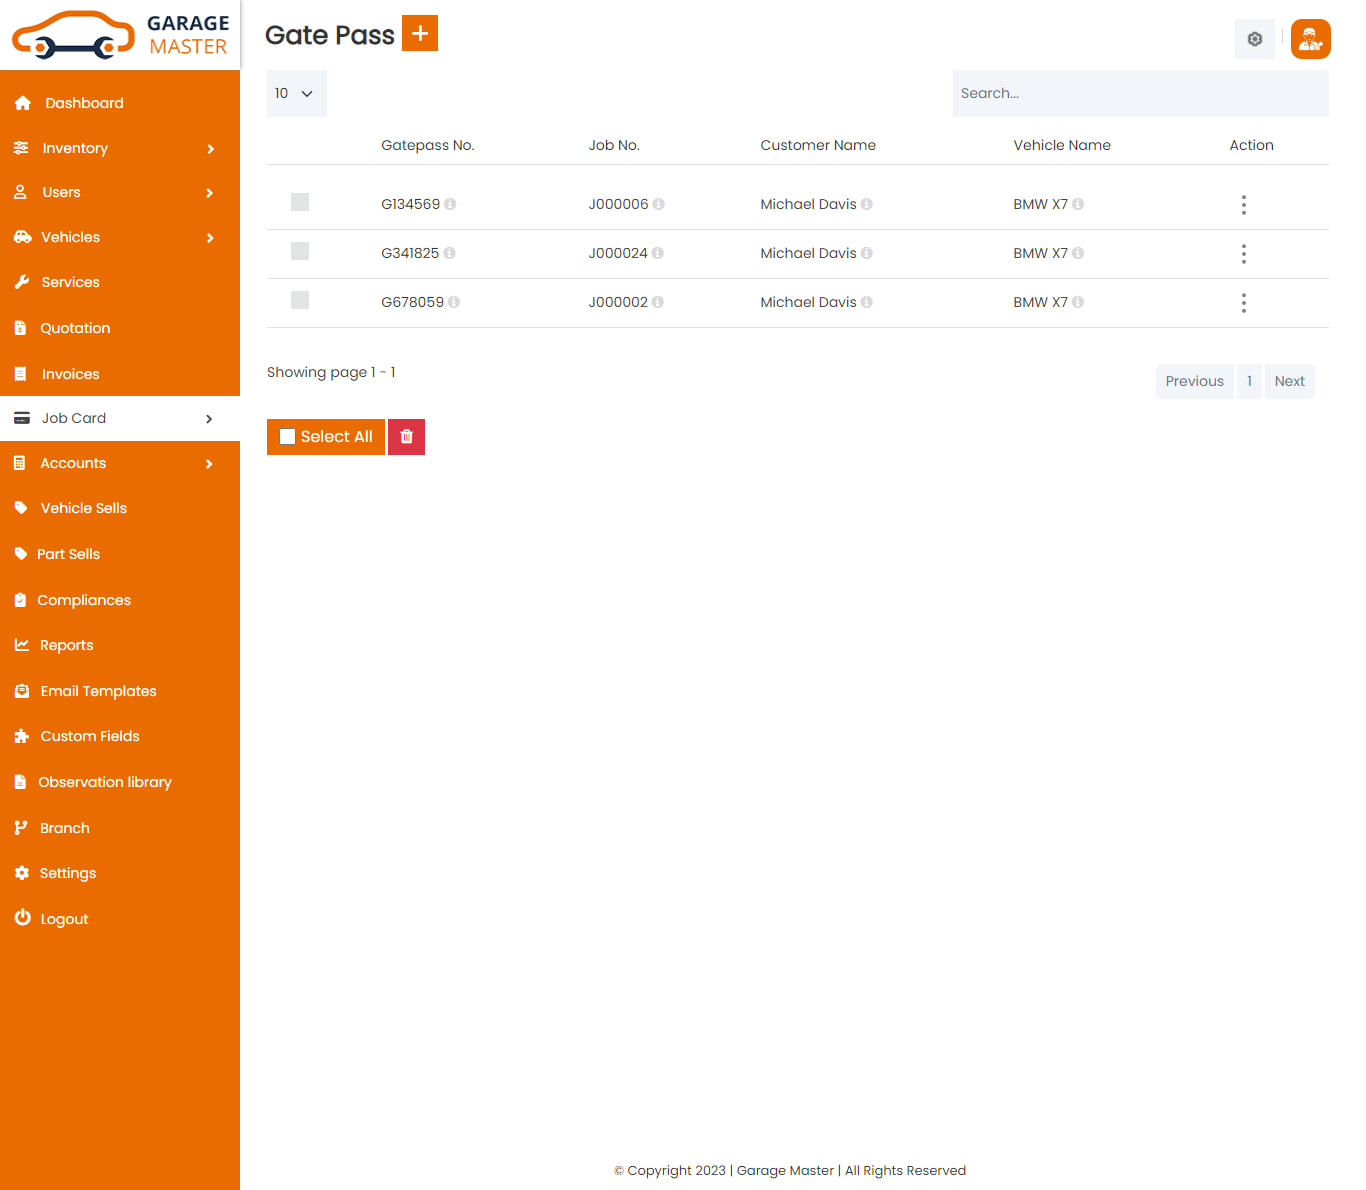 GARAGE
MASTER
Gate Pass
10
Search...
Gatepass No. Job No. Customer Name Vehicle Name Action
G134569 J000006 Michael Davis BMW X7
G341825 J000024 Michael Davis BMW X7
G678059 J000002 Michael Davis BMW X7
Showing page 1 - 1
Previous 1 Next
Select All
Dashboard
Inventory
Users
Vehicles
Services
Quotation
Invoices
Job Card
Accounts
Vehicle Sells
Part Sells
Compliances
Reports
Email Templates
Custom Fields
Observation library
Branch
Settings
Logout
© Copyright 2023 | Garage Master | All Rights Reserved